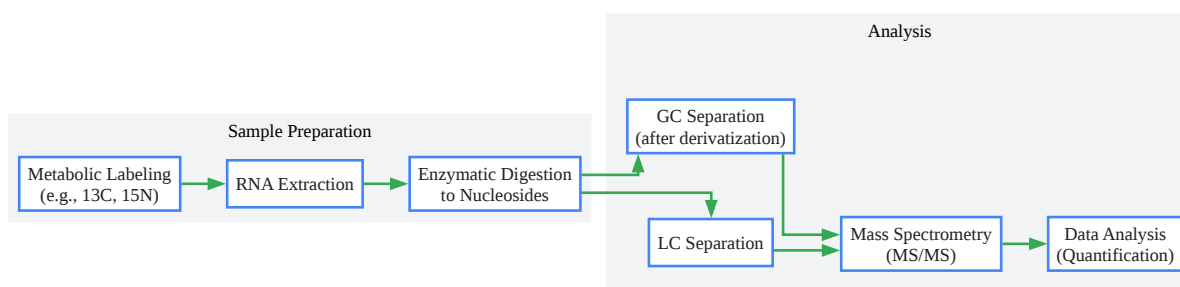 Sample Preparation
Metabolic Labeling
(e.g., 13C, 15N)
RNA Extraction
Enzymatic Digestion
to Nucleosides
Analysis
GC Separation
(after derivatization)
LC Separation
Mass Spectrometry
(MS/MS)
Data Analysis
(Quantification)